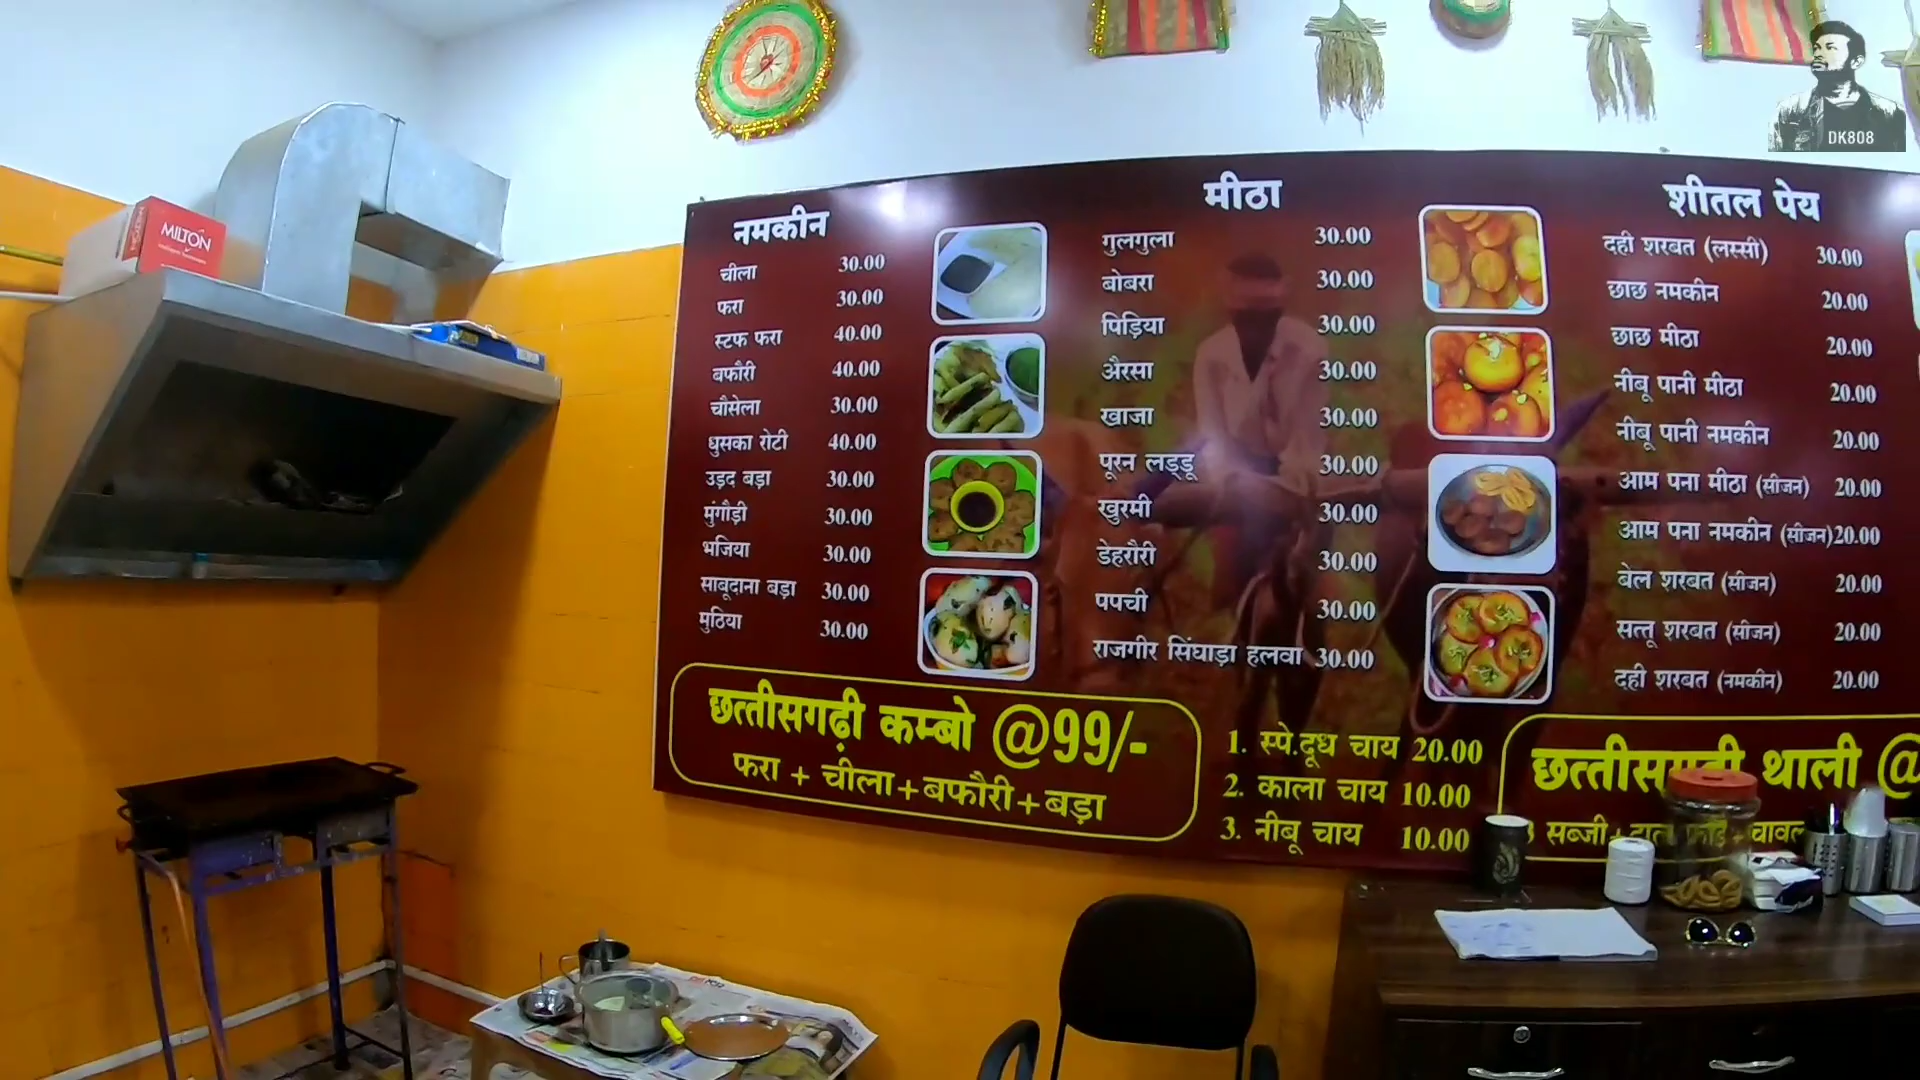 MILTON
DK808
नमकीन
चीला 30.00
फरा 30.00
स्टफ फरा 40.00
बफौरी 40.00
चौसेला 30.00
धुसका रोटी 40.00
उड़द बड़ा 30.00
मुंगौड़ी 30.00
भजिया 30.00
साबूदाना बड़ा 30.00
मुठिया 30.00
मीठा
गुलगुला 30.00
बोबरा 30.00
पिड़िया 30.00
अैरसा 30.00
खाजा 30.00
पूरन लड्डू 30.00
खुरमी 30.00
डेहरौरी 30.00
पपची 30.00
राजगीर सिंघाड़ा हलवा 30.00
शीतल पेय
दही शरबत (लस्सी) 30.00
छाछ नमकीन 20.00
छाछ मीठा 20.00
नीबू पानी मीठा 20.00
नीबू पानी नमकीन 20.00
आम पना मीठा (सीजन) 20.00
आम पना नमकीन (सीजन) 20.00
बेल शरबत (सीजन) 20.00
सत्तू शरबत (सीजन) 20.00
दही शरबत (नमकीन) 20.00
छत्तीसगढ़ी कम्बो @99/-
फरा + चीला + बफौरी + बड़ा
1. स्पे.दूध चाय 20.00
2. काला चाय 10.00
3. नीबू चाय 10.00
छत्तीसगढ़ी थाली @
सब्जी + चावल